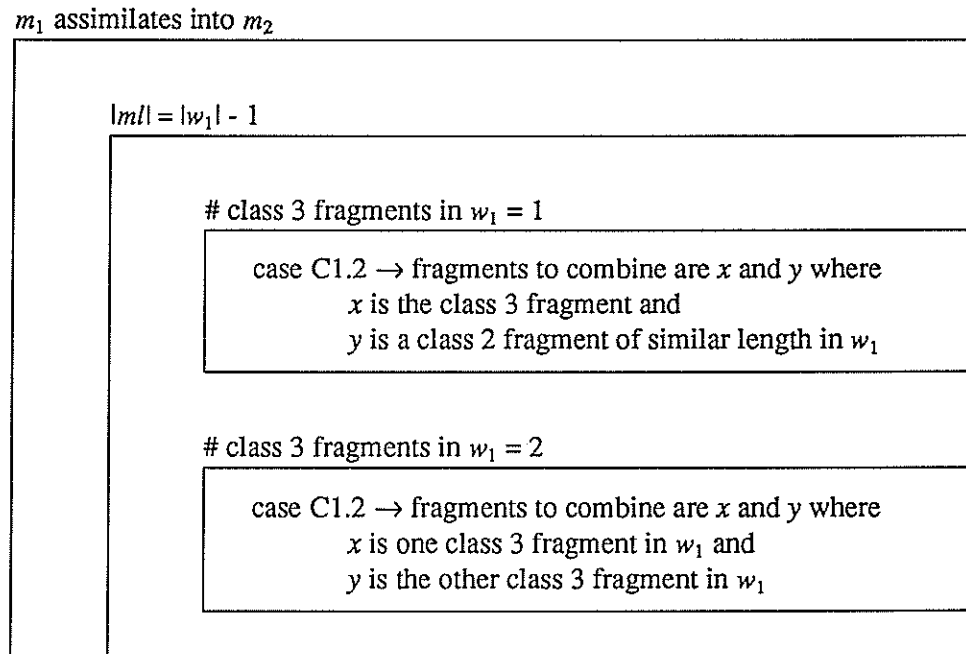 m₁ assimilates into m₂
|ml| = |w₁| - 1
# class 3 fragments in w₁ = 1
case C1.2 → fragments to combine are x and y where
x is the class 3 fragment and
y is a class 2 fragment of similar length in w₁
# class 3 fragments in w₁ = 2
case C1.2 → fragments to combine are x and y where
x is one class 3 fragment in w₁ and
y is the other class 3 fragment in w₁